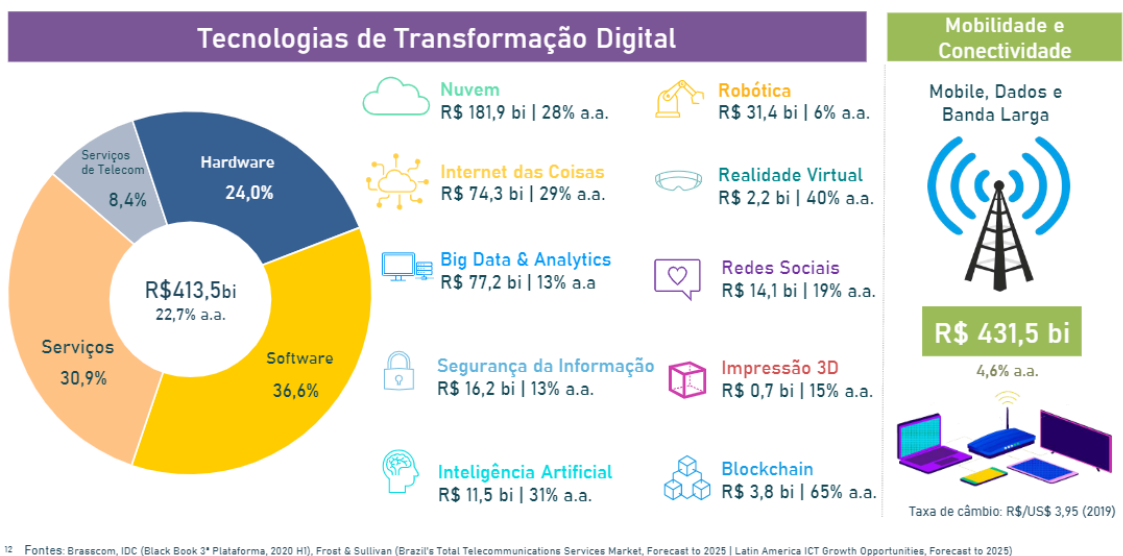 Tecnologias de Transformação Digital
Mobilidade e
Conectividade
Serviços
de Telecom
8,4%
Hardware
24,0%
R$413,5bi
22,7% a.a.
Serviços
30,9%
Software
36,6%
Nuvem
R$ 181,9 bi | 28% a.a.
Internet das Coisas
R$ 74,3 bi | 29% a.a.
Big Data & Analytics
R$ 77,2 bi | 13% a.a
Segurança da Informação
R$ 16,2 bi | 13% a.a.
Inteligência Artificial
R$ 11,5 bi | 31% a.a.
Robótica
R$ 31,4 bi | 6% a.a.
Realidade Virtual
R$ 2,2 bi | 40% a.a.
Redes Sociais
R$ 14,1 bi | 19% a.a.
Impressão 3D
R$ 0,7 bi | 15% a.a.
Blockchain
R$ 3,8 bi | 65% a.a.
Mobile, Dados e
Banda Larga
R$ 431,5 bi
4,6% a.a.
Taxa de câmbio: R$/US$ 3,95 (2019)
12 Fontes: Brasscom, IDC (Black Book 3ª Plataforma, 2020 H1), Frost & Sullivan (Brazil's Total Telecommunications Services Market, Forecast to 2025 | Latin America ICT Growth Opportunities, Forecast to 2025)